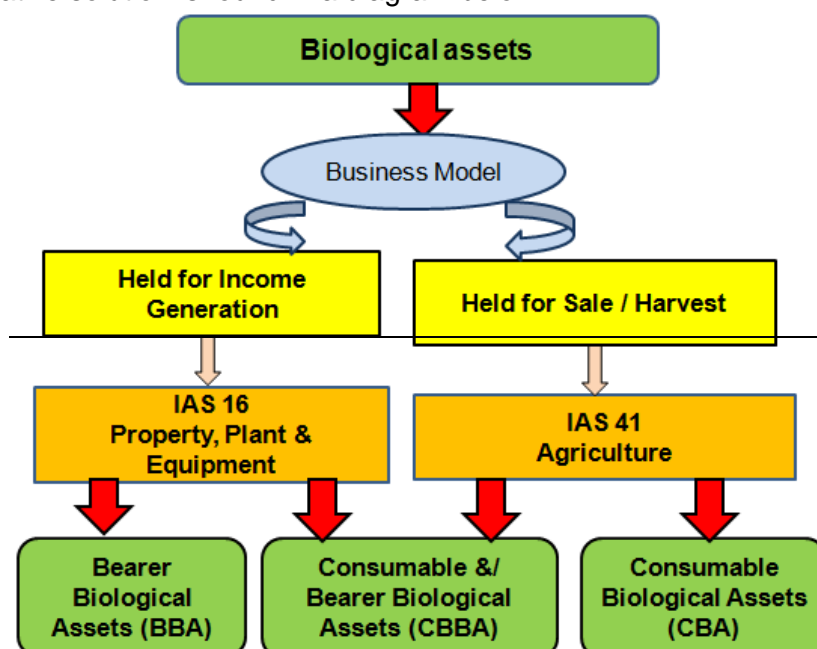 Biological assets
Business Model
Held for Income
Generation
Held for Sale / Harvest
IAS 16
Property, Plant &
Equipment
IAS 41
Agriculture
Bearer
Biological
Assets (BBA)
Consumable &/
Bearer Biological
Assets (CBBA)
Consumable
Biological Assets
(CBA)